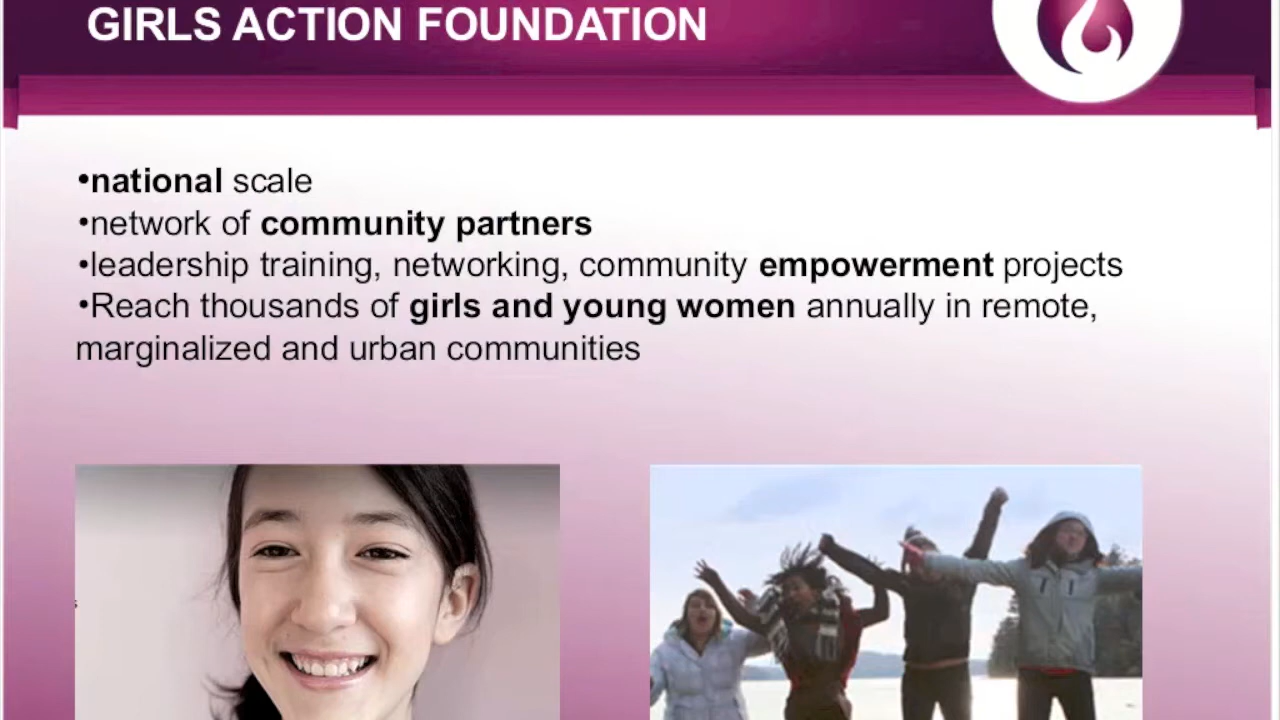 GIRLS ACTION FOUNDATION
•national scale
•network of community partners
•leadership training, networking, community empowerment projects
•Reach thousands of girls and young women annually in remote,
marginalized and urban communities
s